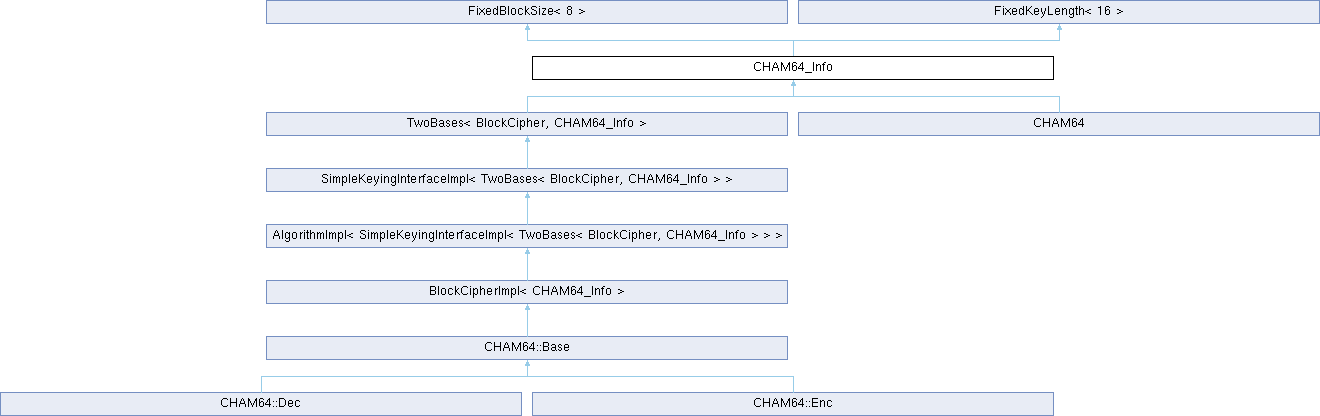 FixedBlockSize< 8 >
FixedKeyLength< 16 >
CHAM64_Info
TwoBases< BlockCipher, CHAM64_Info >
CHAM64
SimpleKeyingInterfaceImpl< TwoBases< BlockCipher, CHAM64_Info > >
AlgorithmImpl< SimpleKeyingInterfaceImpl< TwoBases< BlockCipher, CHAM64_Info > > >
BlockCipherImpl< CHAM64_Info >
CHAM64::Base
CHAM64::Dec
CHAM64::Enc